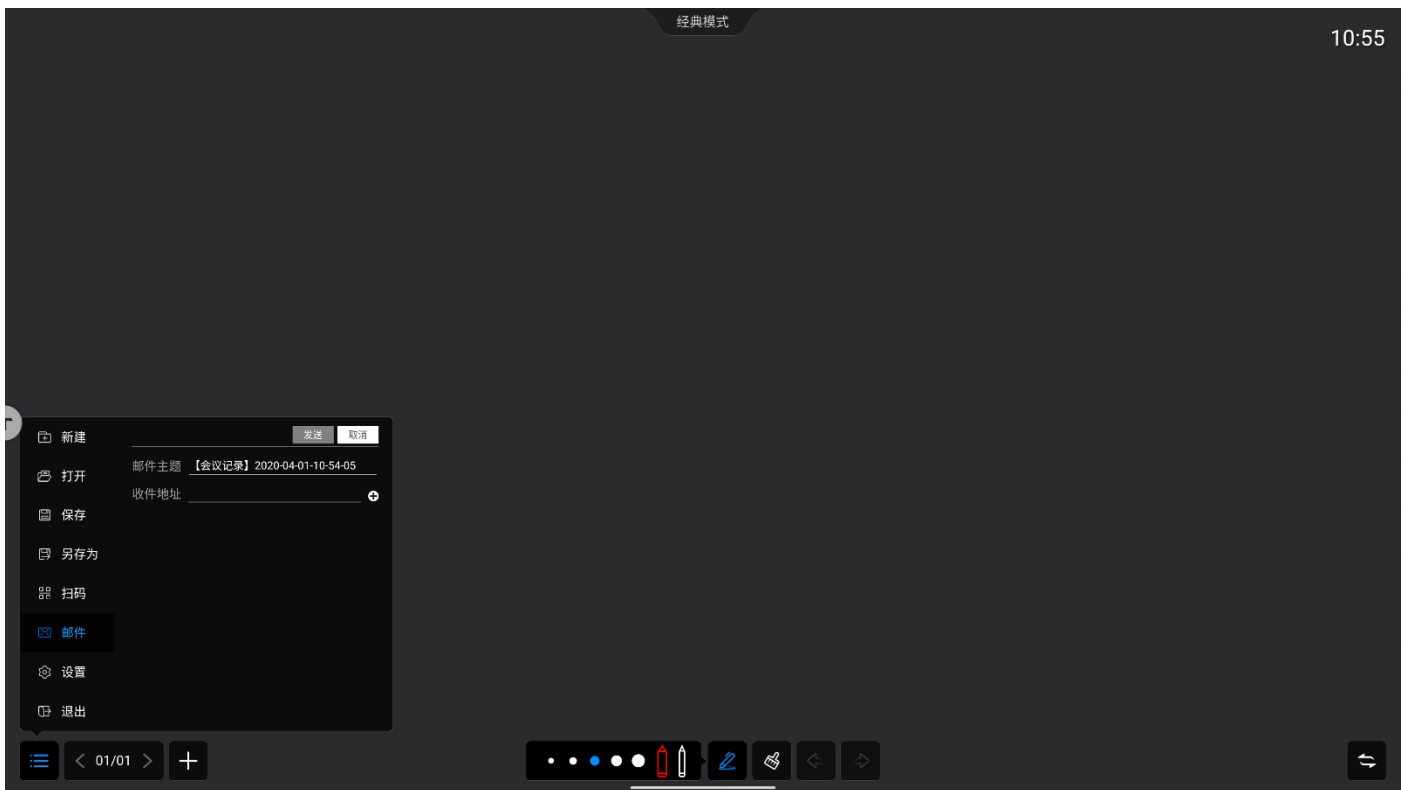 经典模式
10:55
新建
发送 取消
邮件主题 【会议记录】2020-04-01-10-54-05
打开
收件地址
保存
另存为
扫码
邮件
设置
退出
01/01